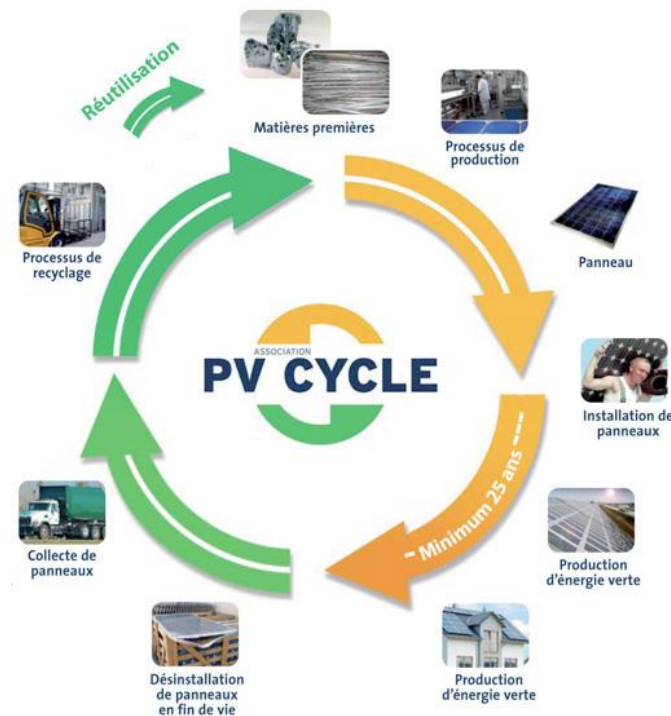 Réutilisation
Matières premières
Processus de
production
Panneau
Installation de
panneaux
Minimum 25 ans
Production
d'énergie verte
Production
d'énergie verte
Désinstallation
de panneaux
en fin de vie
Collecte de
panneaux
Processus de
recyclage
ASSOCIATION
PV CYCLE